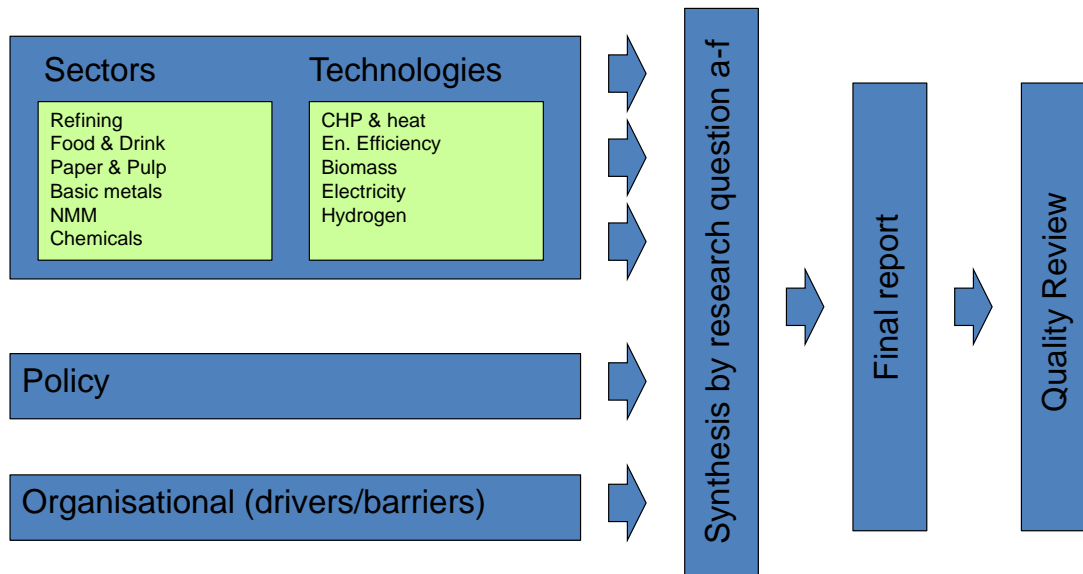 Sectors
Technologies
Refining
Food & Drink
Paper & Pulp
Basic metals
NMM
Chemicals
CHP & heat
En. Efficiency
Biomass
Electricity
Hydrogen
Policy
Organisational (drivers/barriers)
Synthesis by research question a-f
Final report
Quality Review